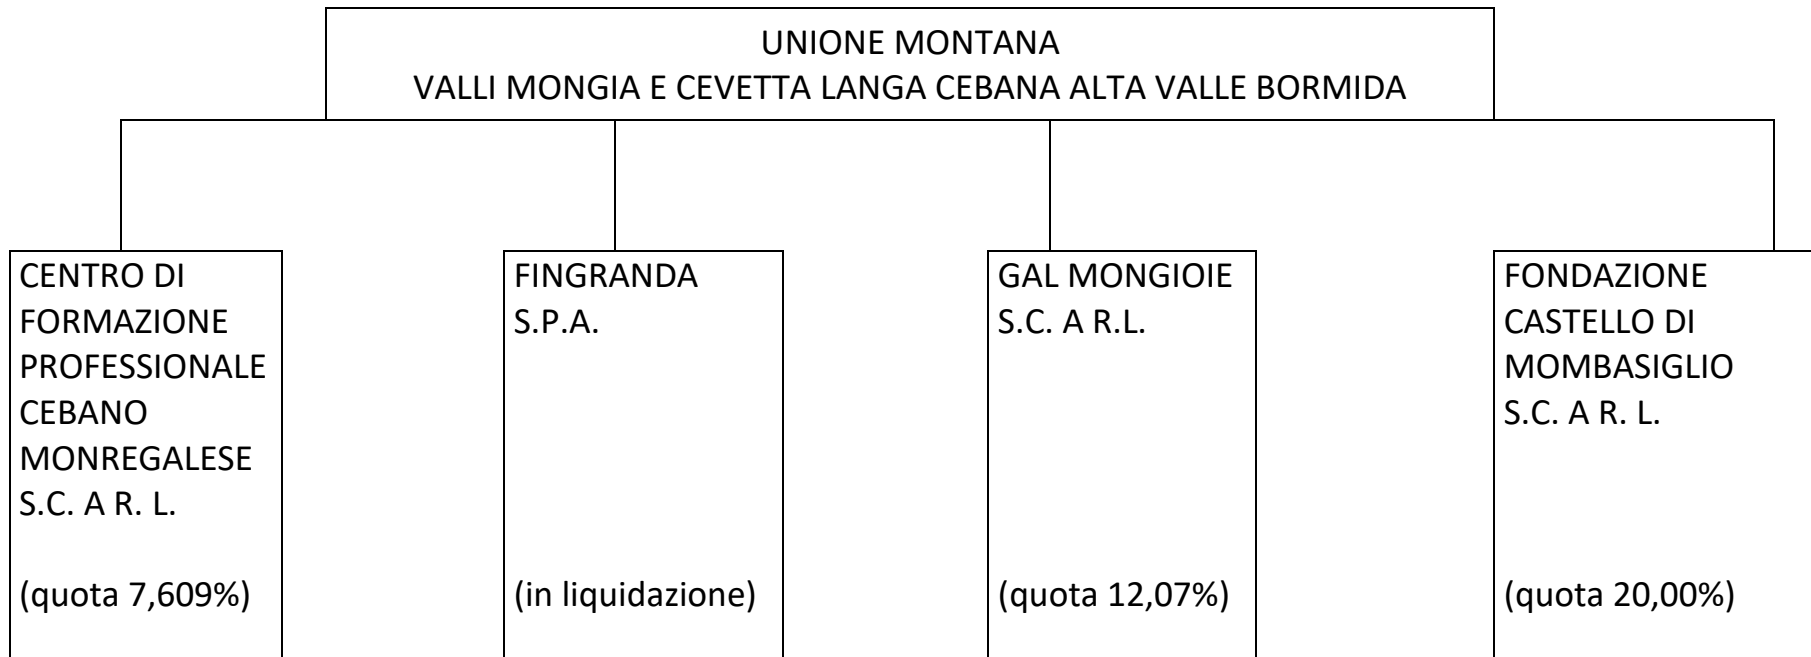 UNIONE MONTANA
VALLI MONGIA E CEVETTA LANGA CEBANA ALTA VALLE BORMIDA
CENTRO DI
FORMAZIONE
PROFESSIONALE
CEBANO
MONREGALESE
S.C. A R. L.
(quota 7,609%)
FINGRANDA
S.P.A.
(in liquidazione)
GAL MONGIOIE
S.C. A R.L.
(quota 12,07%)
FONDAZIONE
CASTELLO DI
MOMBASIGLIO
S.C. A R. L.
(quota 20,00%)